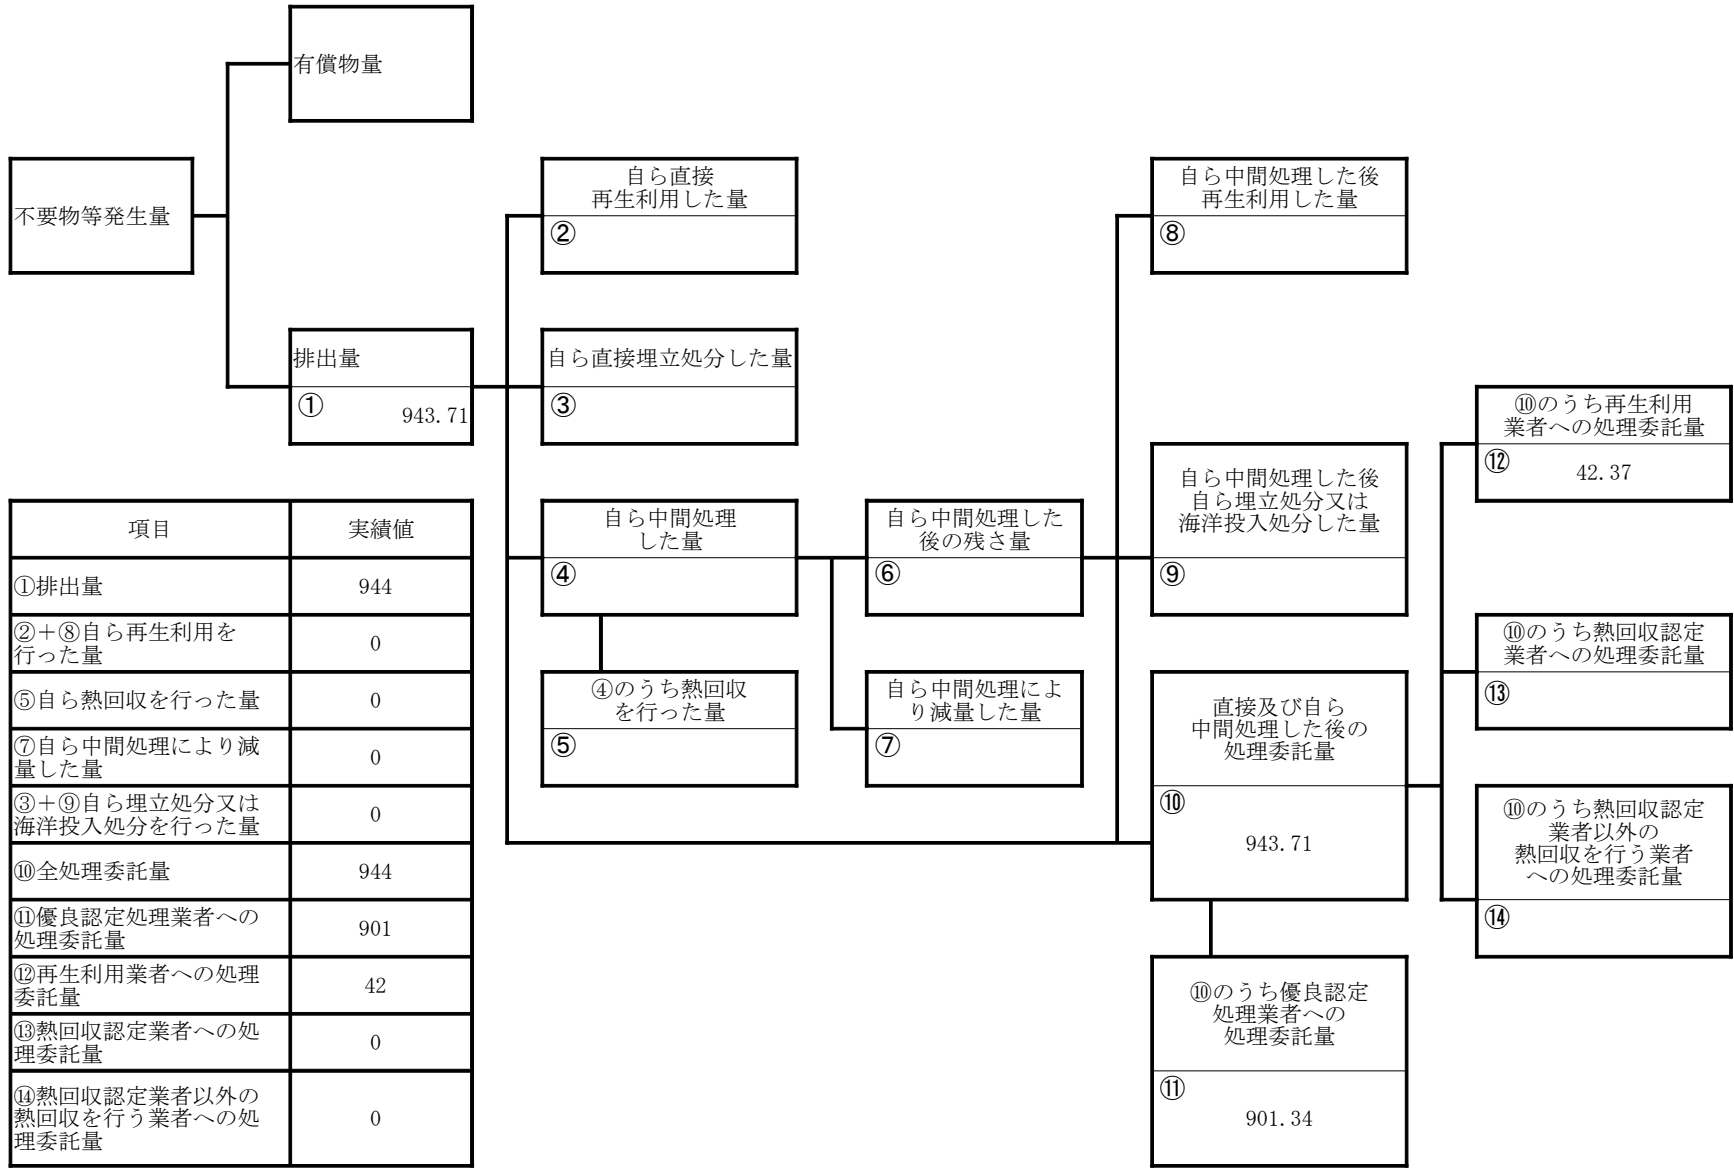 有償物量
不要物等発生量
自ら直接
再生利用した量
②
自ら中間処理した後
再生利用した量
⑧
排出量
①
943.71
自ら直接埋立処分した量
③
⑩のうち再生利用
業者への処理委託量
⑫
42.37
自ら中間処理
した量
④
自ら中間処理した
後の残さ量
⑥
自ら中間処理した後
自ら埋立処分又は
海洋投入処分した量
⑨
⑩のうち熱回収認定
業者への処理委託量
⑬
④のうち熱回収
を行った量
⑤
自ら中間処理によ
り減量した量
⑦
直接及び自ら
中間処理した後の
処理委託量
⑩
943.71
⑩のうち熱回収認定
業者以外の
熱回収を行う業者
への処理委託量
⑭
⑩のうち優良認定
処理業者への
処理委託量
⑪
901.34
項目 実績値
①排出量 944
②＋⑧自ら再生利用を
行った量 0
⑤自ら熱回収を行った量 0
⑦自ら中間処理により減
量した量 0
③＋⑨自ら埋立処分又は
海洋投入処分を行った量 0
⑩全処理委託量 944
⑪優良認定処理業者への
処理委託量 901
⑫再生利用業者への処理
委託量 42
⑬熱回収認定業者への処
理委託量 0
⑭熱回収認定業者以外の
熱回収を行う業者への処
理委託量 0